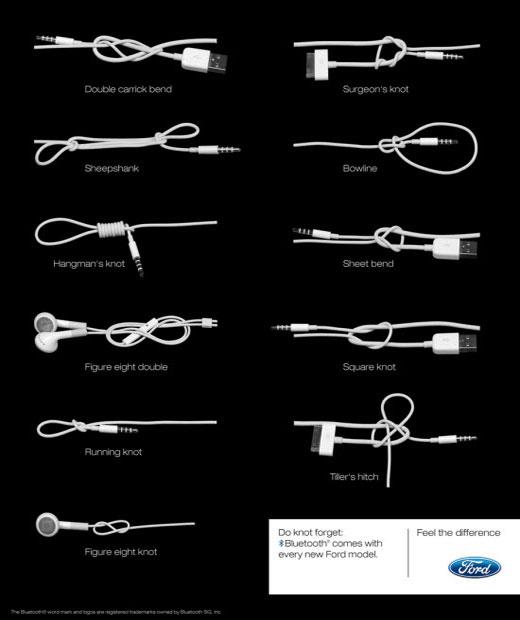 Double carrick bend
Surgeon's knot
Sheepshank
Bowline
Hangman's knot
Sheet bend
Figure eight double
Square knot
Running knot
Tiller's hitch
Figure eight knot
Do knot forget:
Bluetooth® comes with
every new Ford model.
Feel the difference
Ford
The Bluetooth® word mark and logos are registered trademarks owned by Bluetooth SIG, Inc.